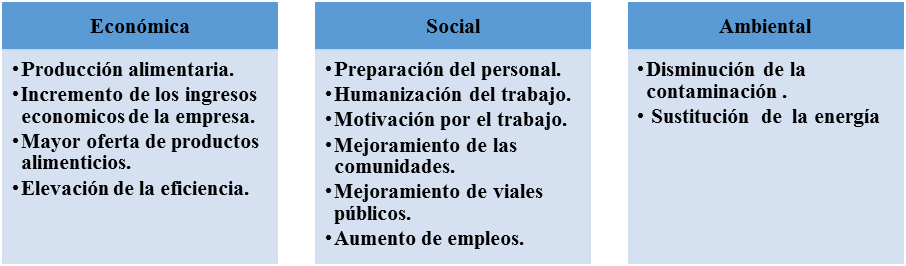 Económica
•Producción alimentaria.
•Incremento de los ingresos
economicos de la empresa.
•Mayor oferta de productos
alimenticios.
•Elevación de la eficiencia.
Social
•Preparación del personal.
•Humanización del trabajo.
•Motivación por el trabajo.
•Mejoramiento de las
comunidades.
•Mejoramiento de viales
públicos.
•Aumento de empleos.
Ambiental
•Disminución de la
contaminación .
• Sustitución de la energía